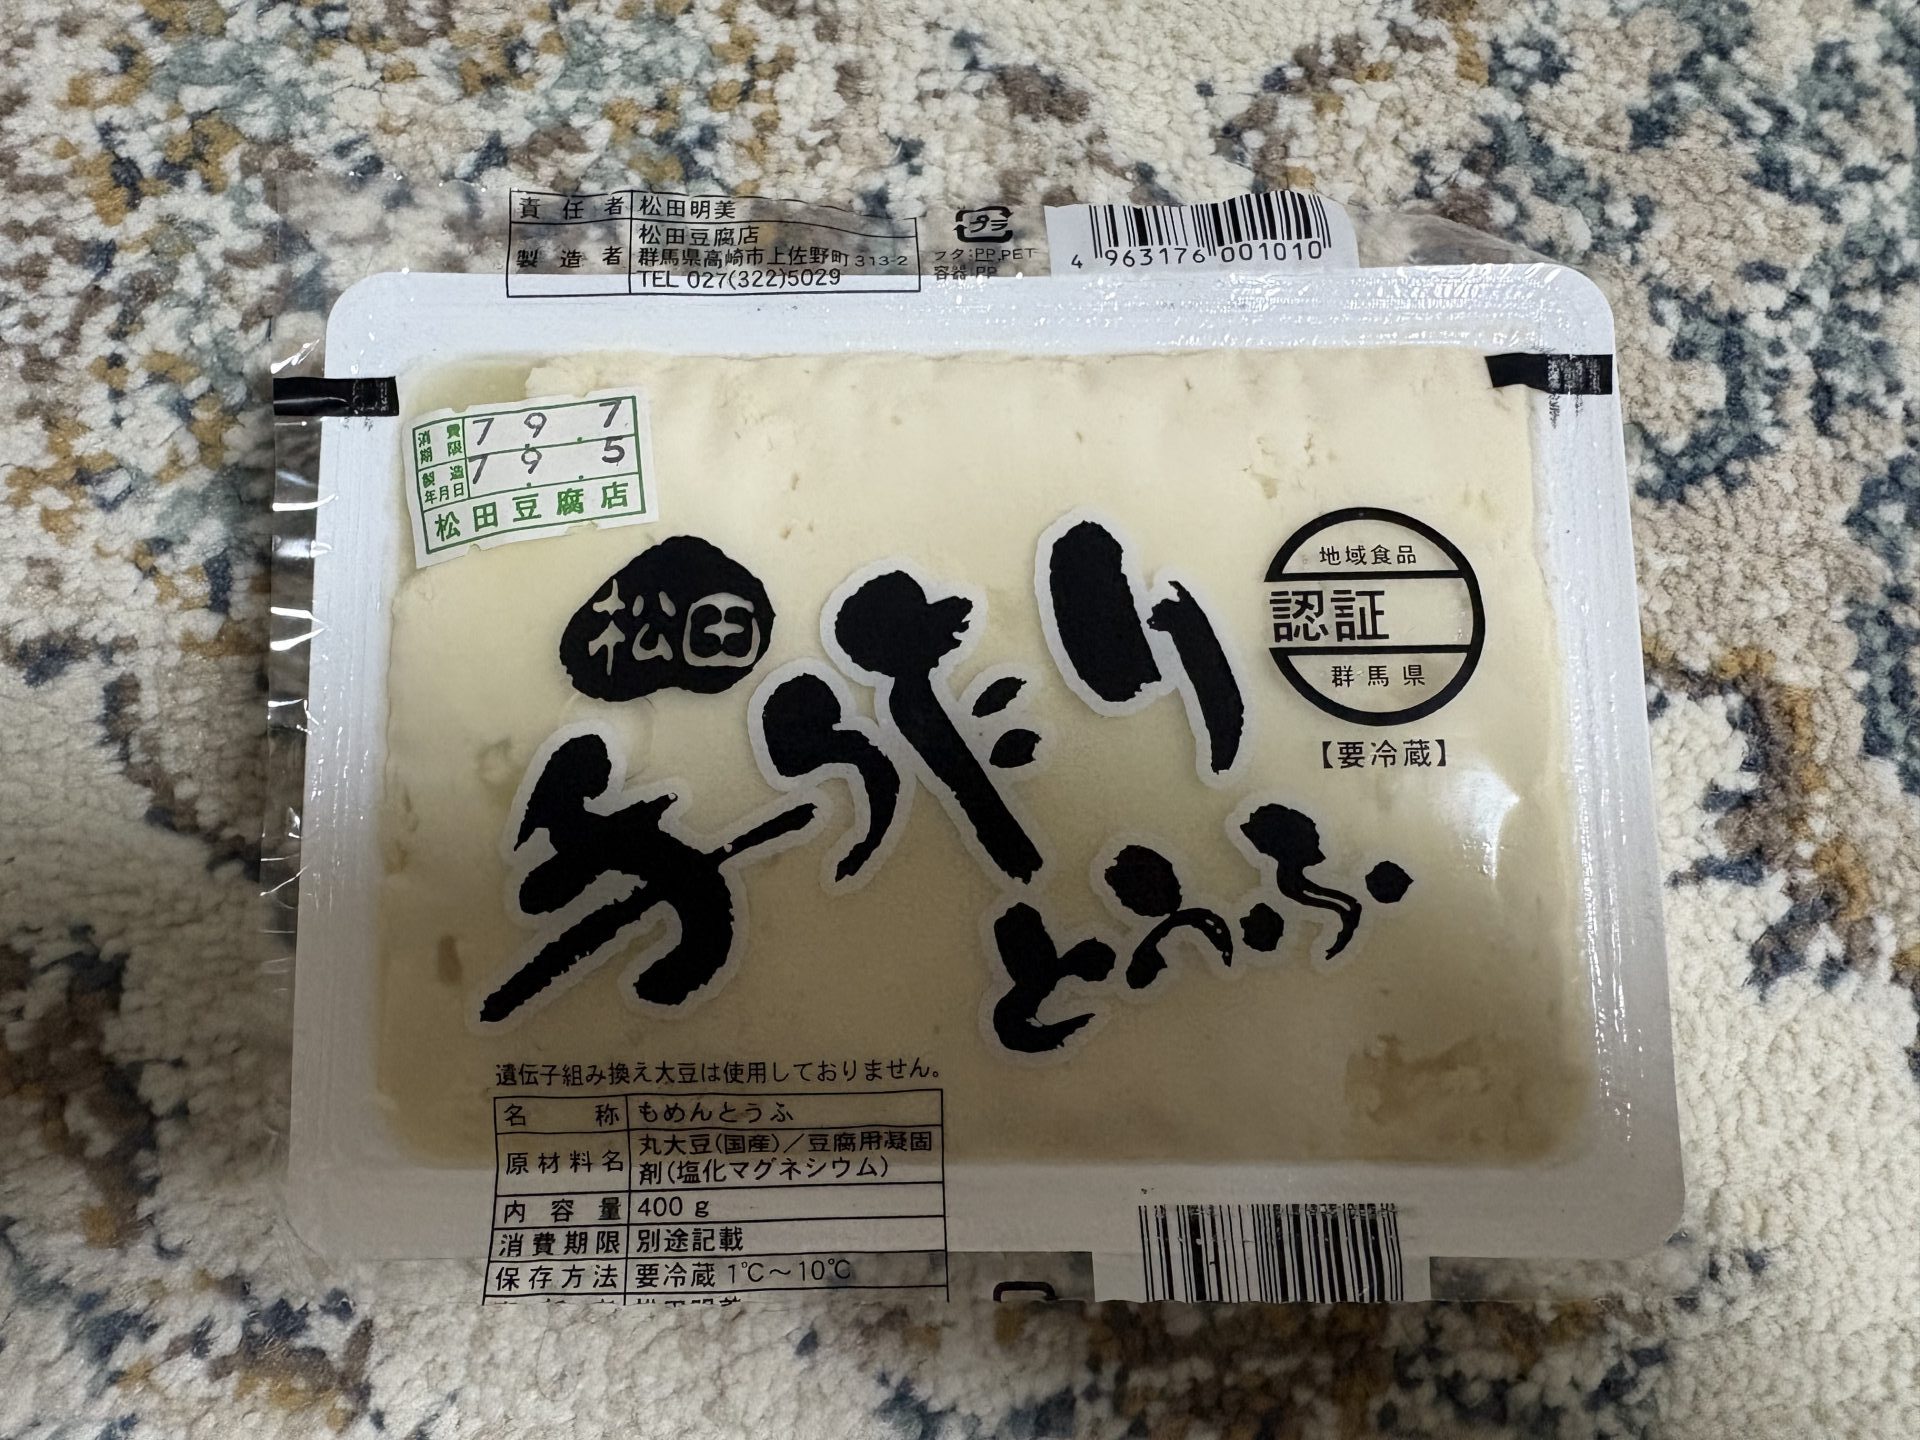 責任者 松田明美
製造者 松田豆腐店
群馬県高崎市上佐野町313-2
TEL 027(322)5029
プラ
フタ:PP,PET
容器:PP
4 963176 001010
消費期限 7.9.7
製造年月日 7.9.5
松田豆腐店
松田
手つくり
とうふ
地域食品
認証
群馬県
【要冷蔵】
遺伝子組み換え大豆は使用しておりません。
名称 もめんとうふ
原材料名 丸大豆(国産)/豆腐用凝固
剤(塩化マグネシウム)
内容量 400g
消費期限 別途記載
保存方法 要冷蔵 1℃~10℃